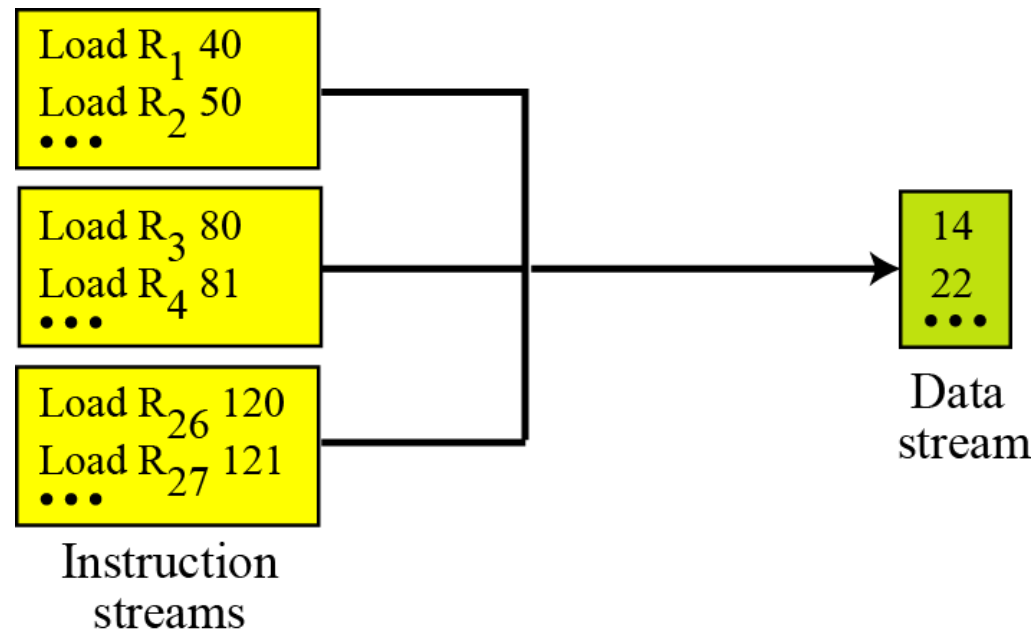 Load R1 40
Load R2 50
•••
Load R3 80
Load R4 81
•••
Load R26 120
Load R27 121
•••
Instruction
streams
14
22
•••
Data
stream